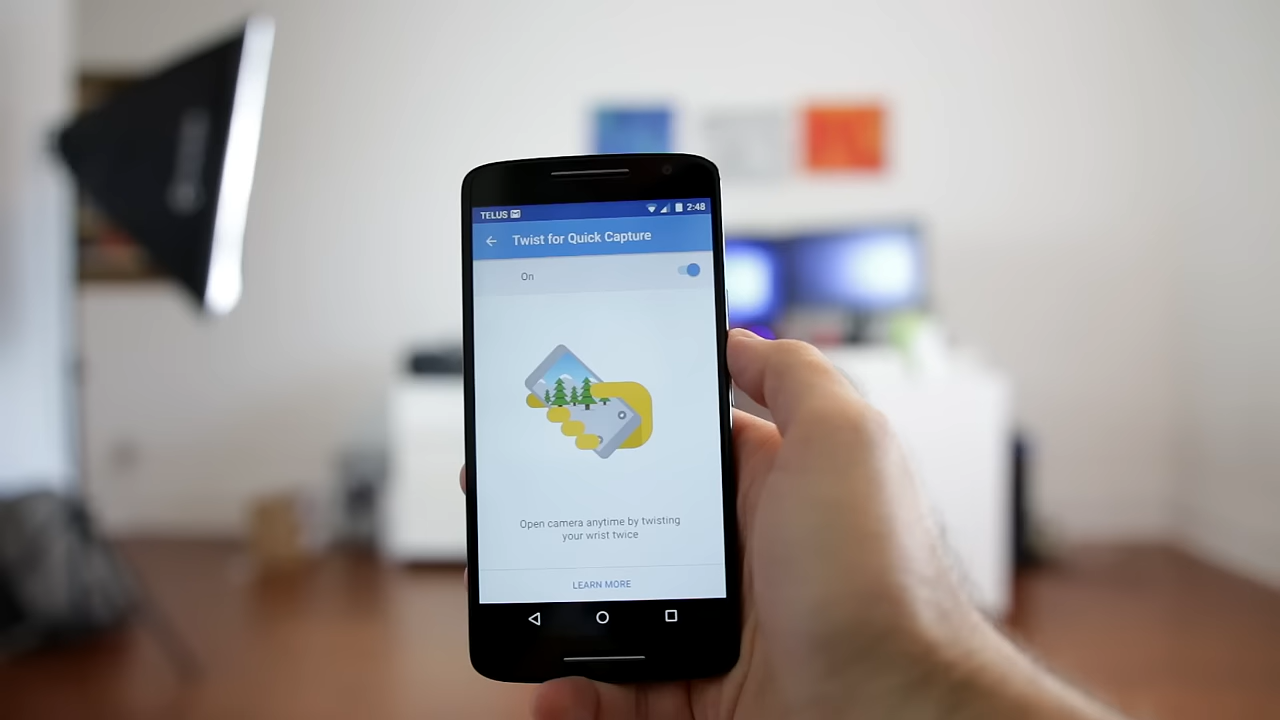 TELUS 2:48
Twist for Quick Capture
On
Open camera anytime by twisting
your wrist twice
LEARN MORE